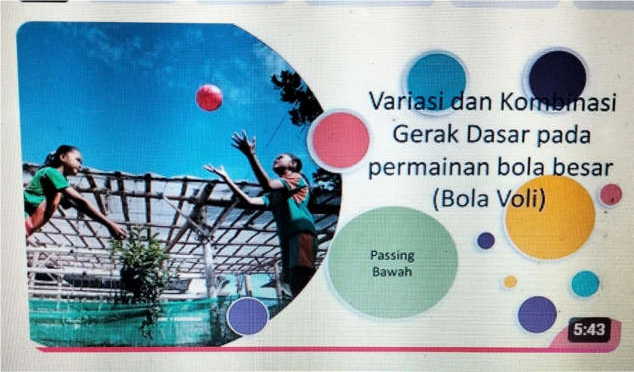 Variasi dan Kombinasi
Gerak Dasar pada
permainan bola besar
(Bola Voli)
Passing
Bawah
5:43